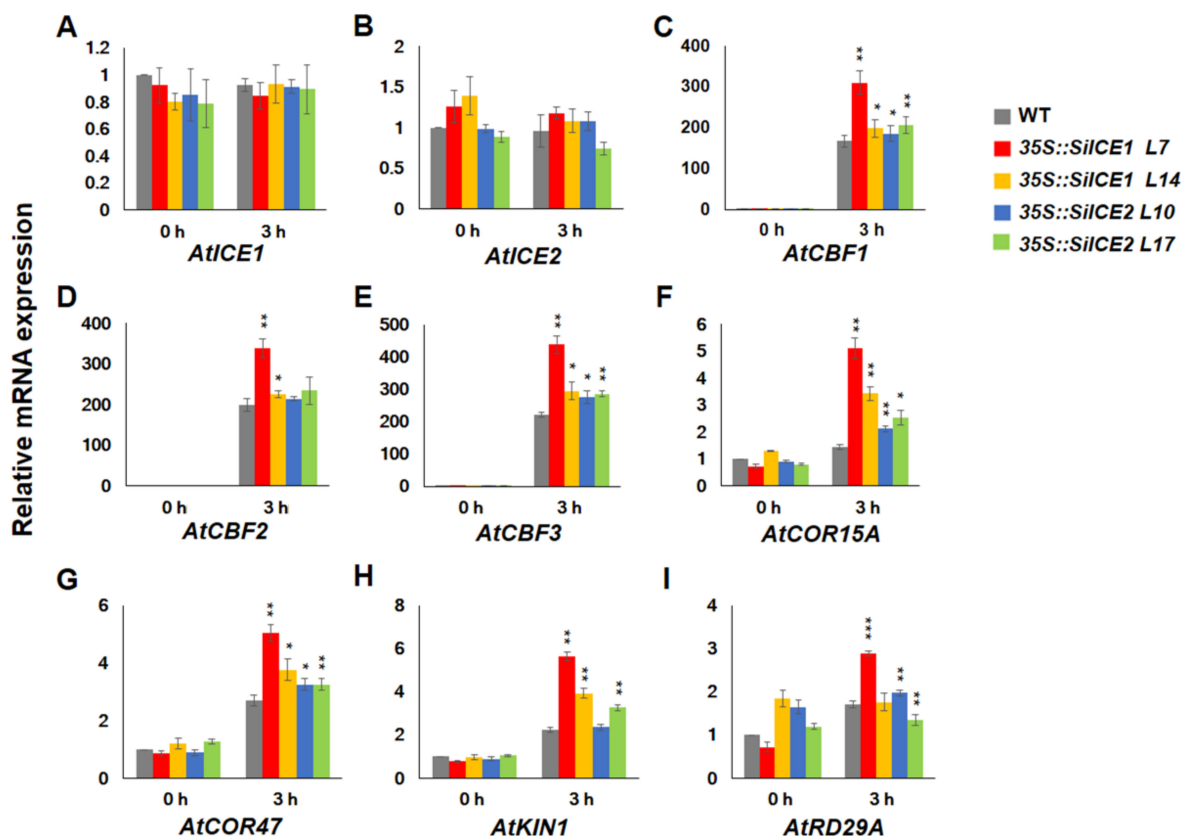 Relative mRNA expression
A
1.2
1
0.8
0.6
0.4
0.2
0
0 h 3 h
AtICE1
B
2
1.5
1
0.5
0
0 h 3 h
AtICE2
C
400
300
200
100
0
** * * **
0 h 3 h
AtCBF1
WT
35S::SiICE1 L7
35S::SiICE1 L14
35S::SiICE2 L10
35S::SiICE2 L17
D
400
300
200
100
0
** *
0 h 3 h
AtCBF2
E
500
400
300
200
100
0
** * * **
0 h 3 h
AtCBF3
F
6
5
4
3
2
1
0
** ** ** *
0 h 3 h
AtCOR15A
G
6
4
2
0
** * * **
0 h 3 h
AtCOR47
H
8
6
4
2
0
** ** **
0 h 3 h
AtKIN1
I
4
3
2
1
0
*** ** **
0 h 3 h
AtRD29A